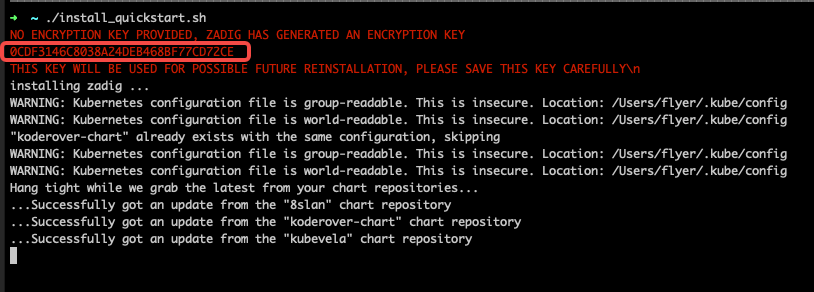 → ~ ./install_quickstart.sh
NO ENCRYPTION KEY PROVIDED, ZADIG HAS GENERATED AN ENCRYPTION KEY
0CDF3146C8038A24DEB468BF77CD72CE
THIS KEY WILL BE USED FOR POSSIBLE FUTURE REINSTALLATION, PLEASE SAVE THIS KEY CAREFULLY\n
installing zadig ...
WARNING: Kubernetes configuration file is group-readable. This is insecure. Location: /Users/flyer/.kube/config
WARNING: Kubernetes configuration file is world-readable. This is insecure. Location: /Users/flyer/.kube/config
"koderover-chart" already exists with the same configuration, skipping
WARNING: Kubernetes configuration file is group-readable. This is insecure. Location: /Users/flyer/.kube/config
WARNING: Kubernetes configuration file is world-readable. This is insecure. Location: /Users/flyer/.kube/config
Hang tight while we grab the latest from your chart repositories...
...Successfully got an update from the "8slan" chart repository
...Successfully got an update from the "koderover-chart" chart repository
...Successfully got an update from the "kubevela" chart repository